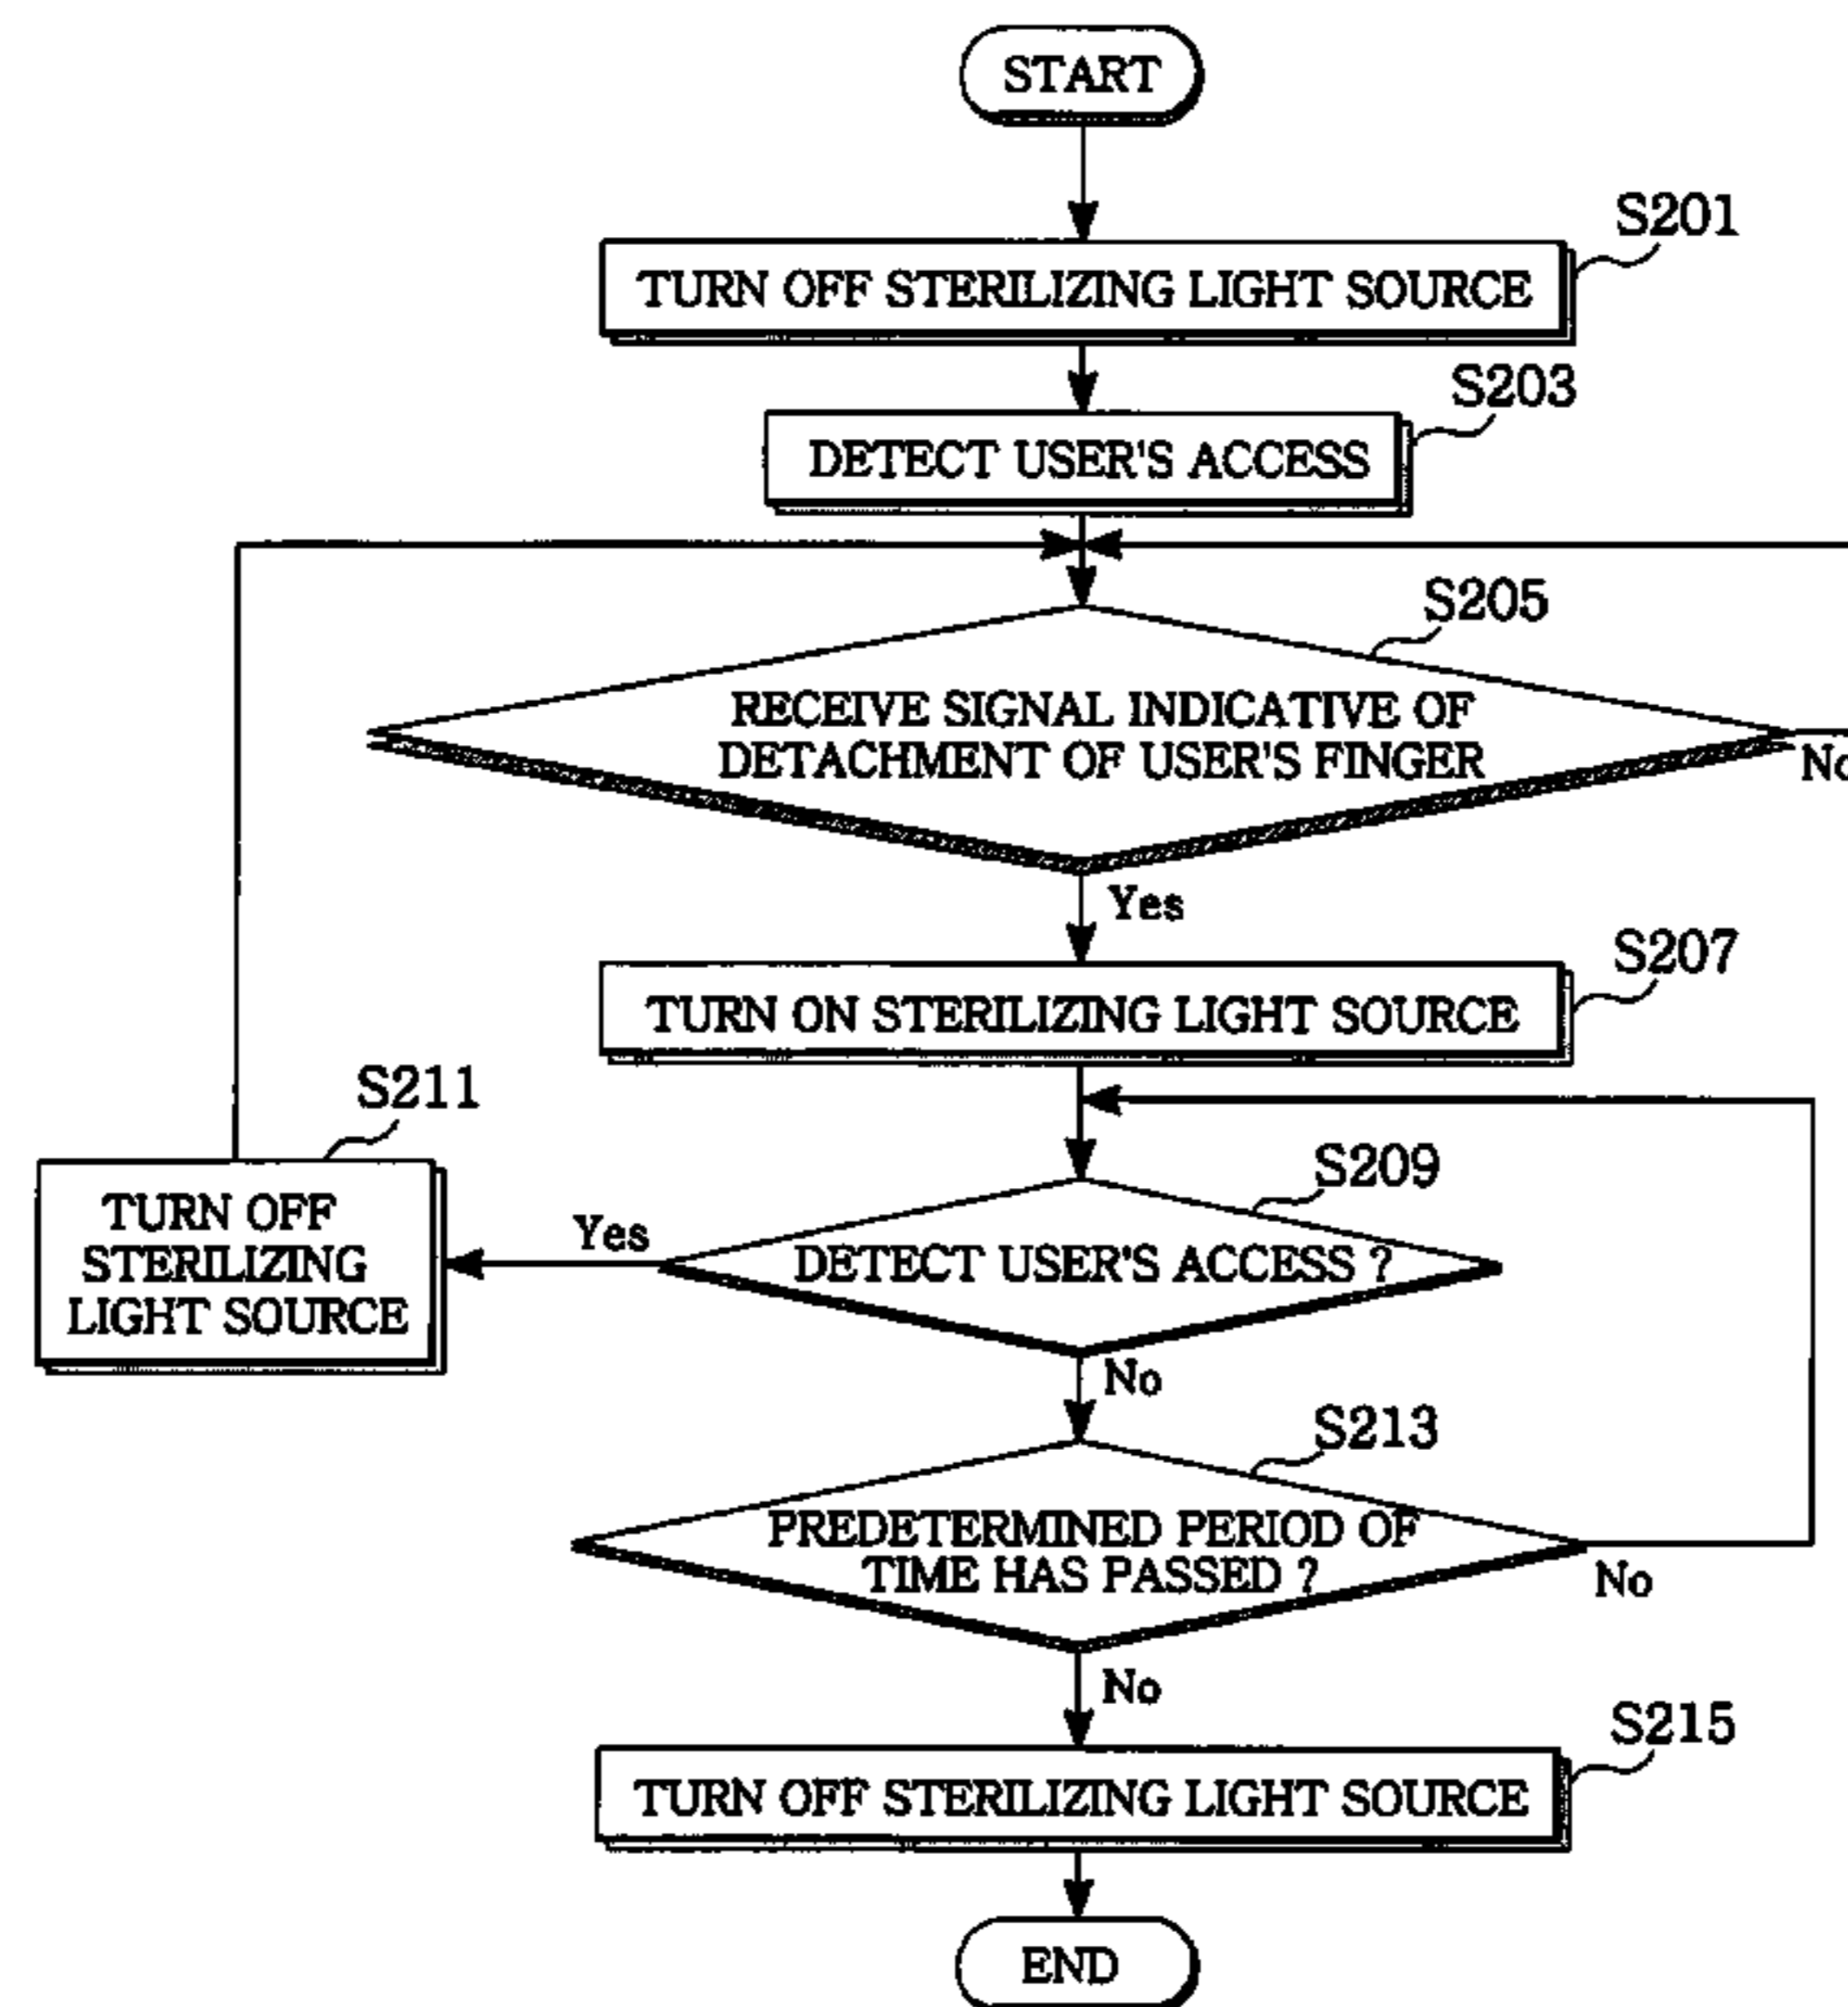 START
S201
TURN OFF STERILIZING LIGHT SOURCE
S203
DETECT USER'S ACCESS
S205
RECEIVE SIGNAL INDICATIVE OF
DETACHMENT OF USER'S FINGER
No
Yes
S207
TURN ON STERILIZING LIGHT SOURCE
S211
TURN OFF
STERILIZING
LIGHT SOURCE
S209
Yes
DETECT USER'S ACCESS ?
No
S213
PREDETERMINED PERIOD OF
TIME HAS PASSED ?
No
No
S215
TURN OFF STERILIZING LIGHT SOURCE
END